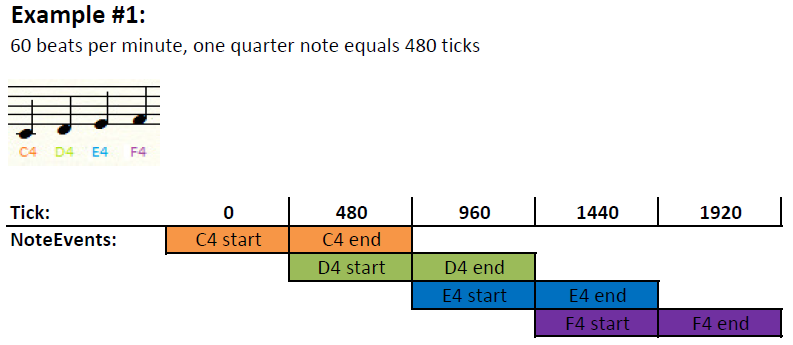 Example #1:
60 beats per minute, one quarter note equals 480 ticks
C4 D4 E4 F4
Tick: 0 480 960 1440 1920
NoteEvents: C4 start C4 end
D4 start D4 end
E4 start E4 end
F4 start F4 end